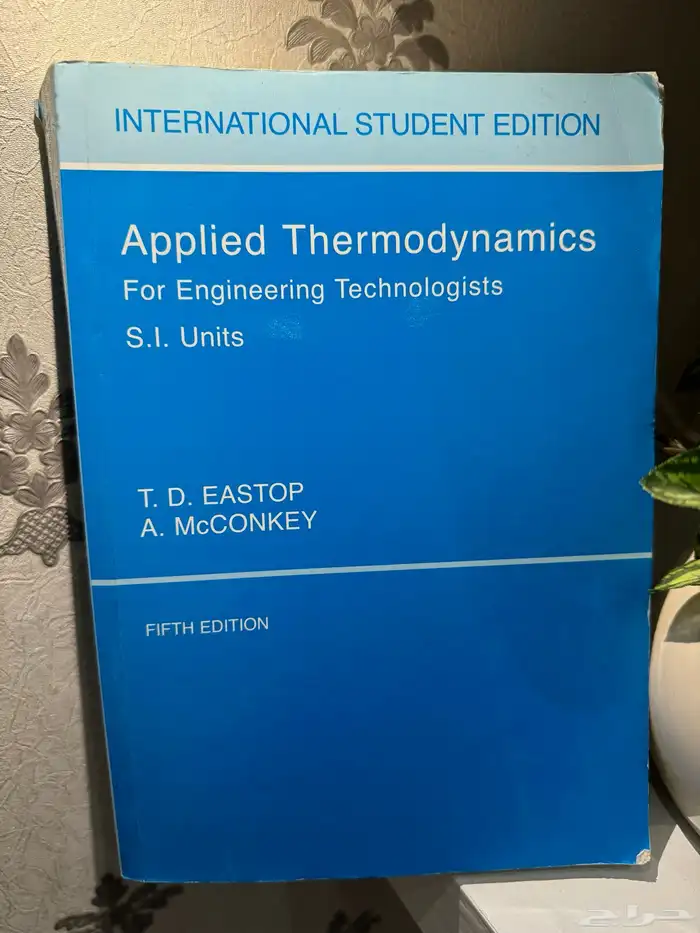 INTERNATIONAL STUDENT EDITION
Applied Thermodynamics
For Engineering Technologists
S.I. Units
T. D. EASTOP
A. McCONKEY
FIFTH EDITION
حراج